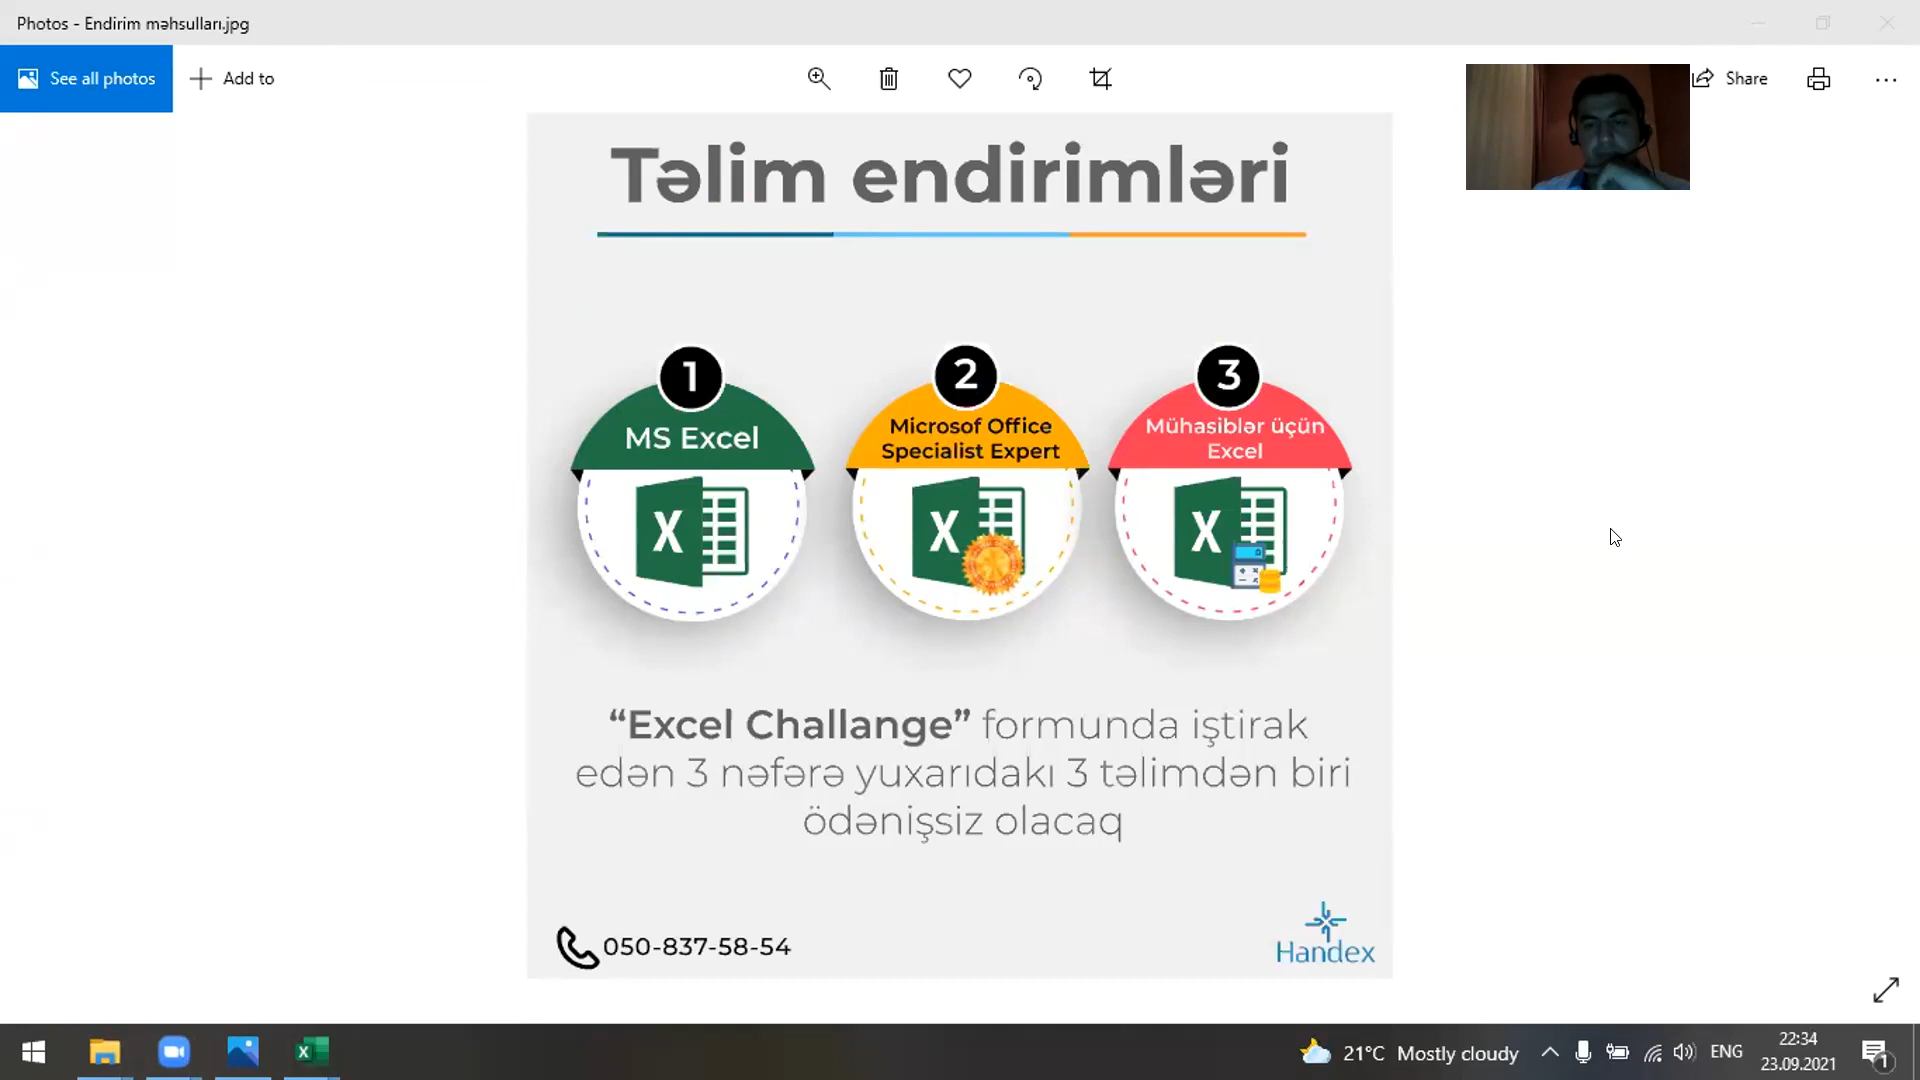 Photos - Endirim məhsulları.jpg
See all photos
Add to
Share
Təlim endirimləri
1
2
3
MS Excel
Microsof Office
Specialist Expert
Mühasiblər üçün
Excel
X
X
X
“Excel Challange” formunda iştirak
edən 3 nəfərə yuxarıdakı 3 təlimdən biri
ödənişsiz olacaq
050-837-58-54
Handex
21°C Mostly cloudy
ENG
22:34
23.09.2021
1